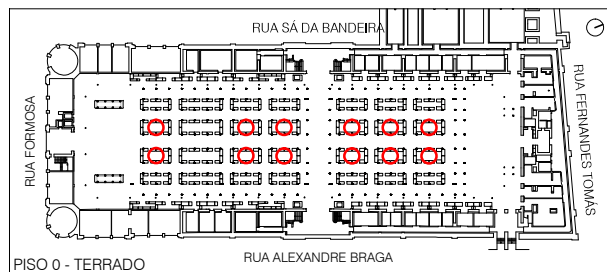 RUA SÁ DA BANDEIRA
RUA FORMOSA
RUA FERNANDES TOMÁS
RUA ALEXANDRE BRAGA
PISO 0 - TERRADO